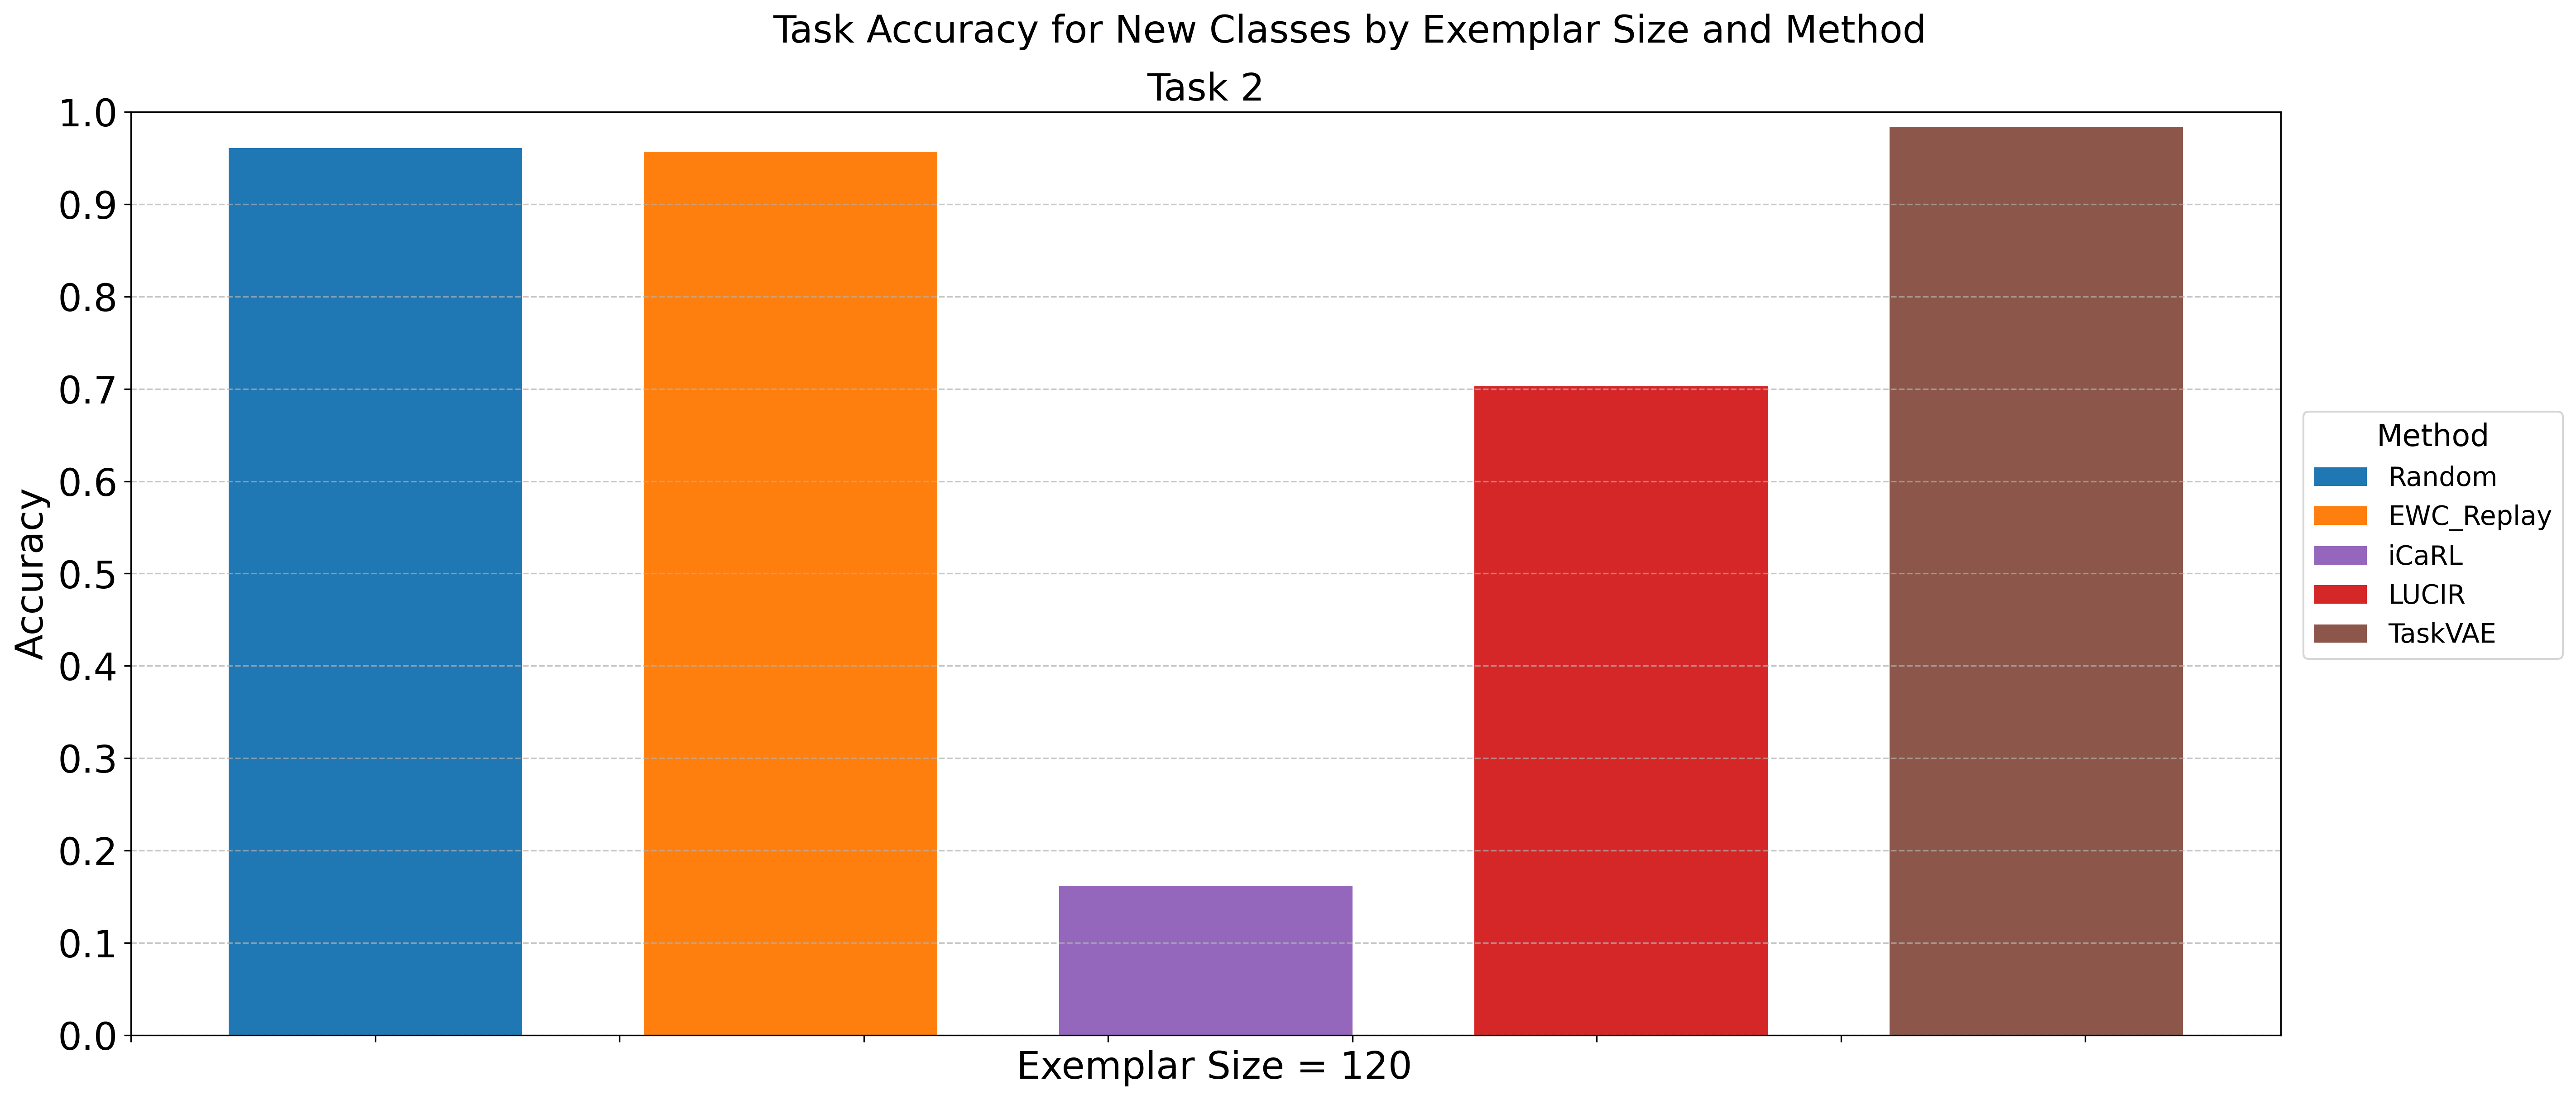 Task Accuracy for New Classes by Exemplar Size and Method
Task 2
1.0
0.9
0.8
0.7
0.6
0.5
0.4
0.3
0.2
0.1
0.0
Accuracy
Exemplar Size = 120
Method
Random
EWC_Replay
iCaRL
LUCIR
TaskVAE